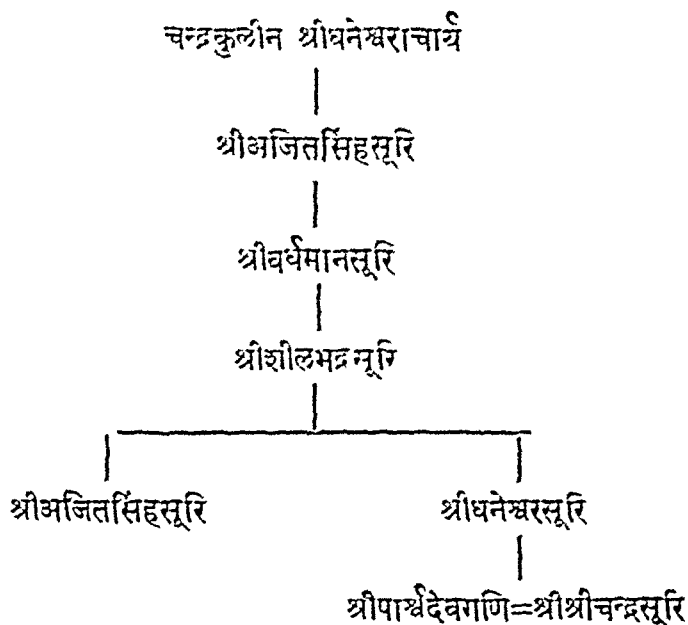 चन्द्रकुलीन श्रीधनेश्वराचार्य
श्रीअजितसिंहसूरि
श्रीवर्धमानसूरि
श्रीशीलभद्रसूरि
श्रीअजितसिंहसूरि श्रीधनेश्वरसूरि
श्रीपार्श्वदेवगणि=श्रीश्रीचन्द्रसूरि